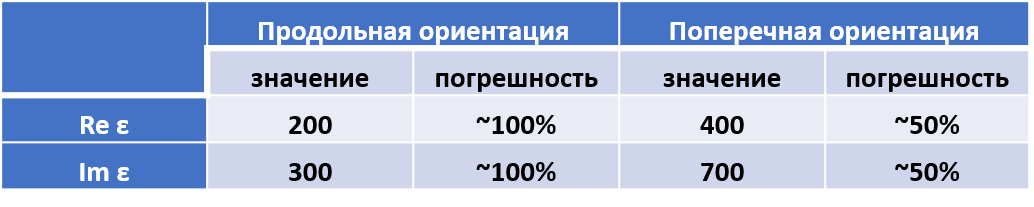 Продольная ориентация Поперечная ориентация
значение погрешность значение погрешность
Re ε 200 ~100% 400 ~50%
Im ε 300 ~100% 700 ~50%